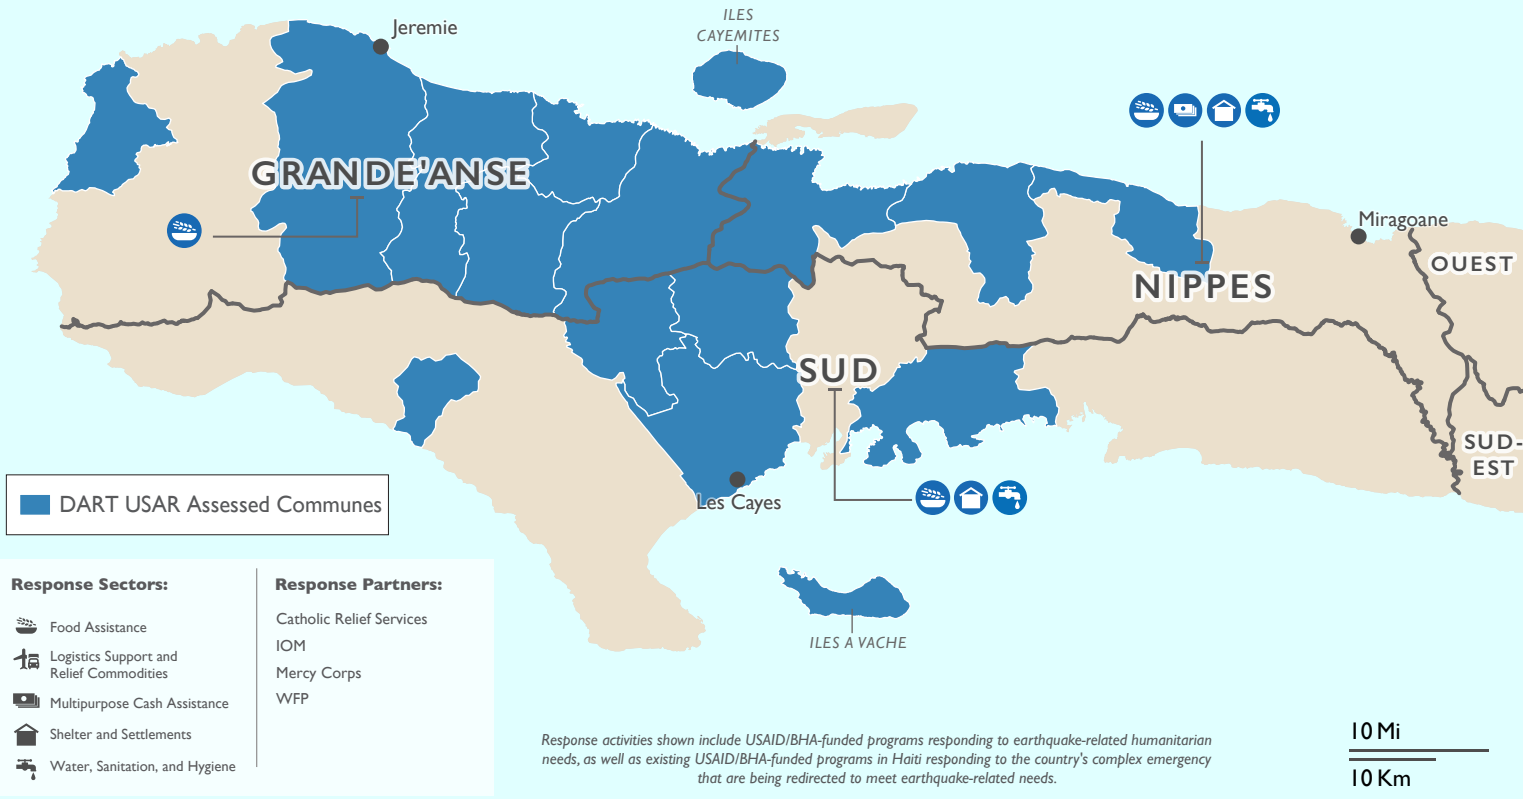 Jeremie
ILES
CAYEMITES
GRANDE'ANSE
Miragoane
OUEST
NIPPES
SUD
SUD-
EST
DART USAR Assessed Communes
Les Cayes
Response Sectors:
Food Assistance
Logistics Support and
Relief Commodities
Multipurpose Cash Assistance
Shelter and Settlements
Water, Sanitation, and Hygiene
Response Partners:
Catholic Relief Services
IOM
Mercy Corps
WFP
ILES A VACHE
Response activities shown include USAID/BHA-funded programs responding to earthquake-related humanitarian
needs, as well as existing USAID/BHA-funded programs in Haiti responding to the country's complex emergency
that are being redirected to meet earthquake-related needs.
10 Mi
10 Km